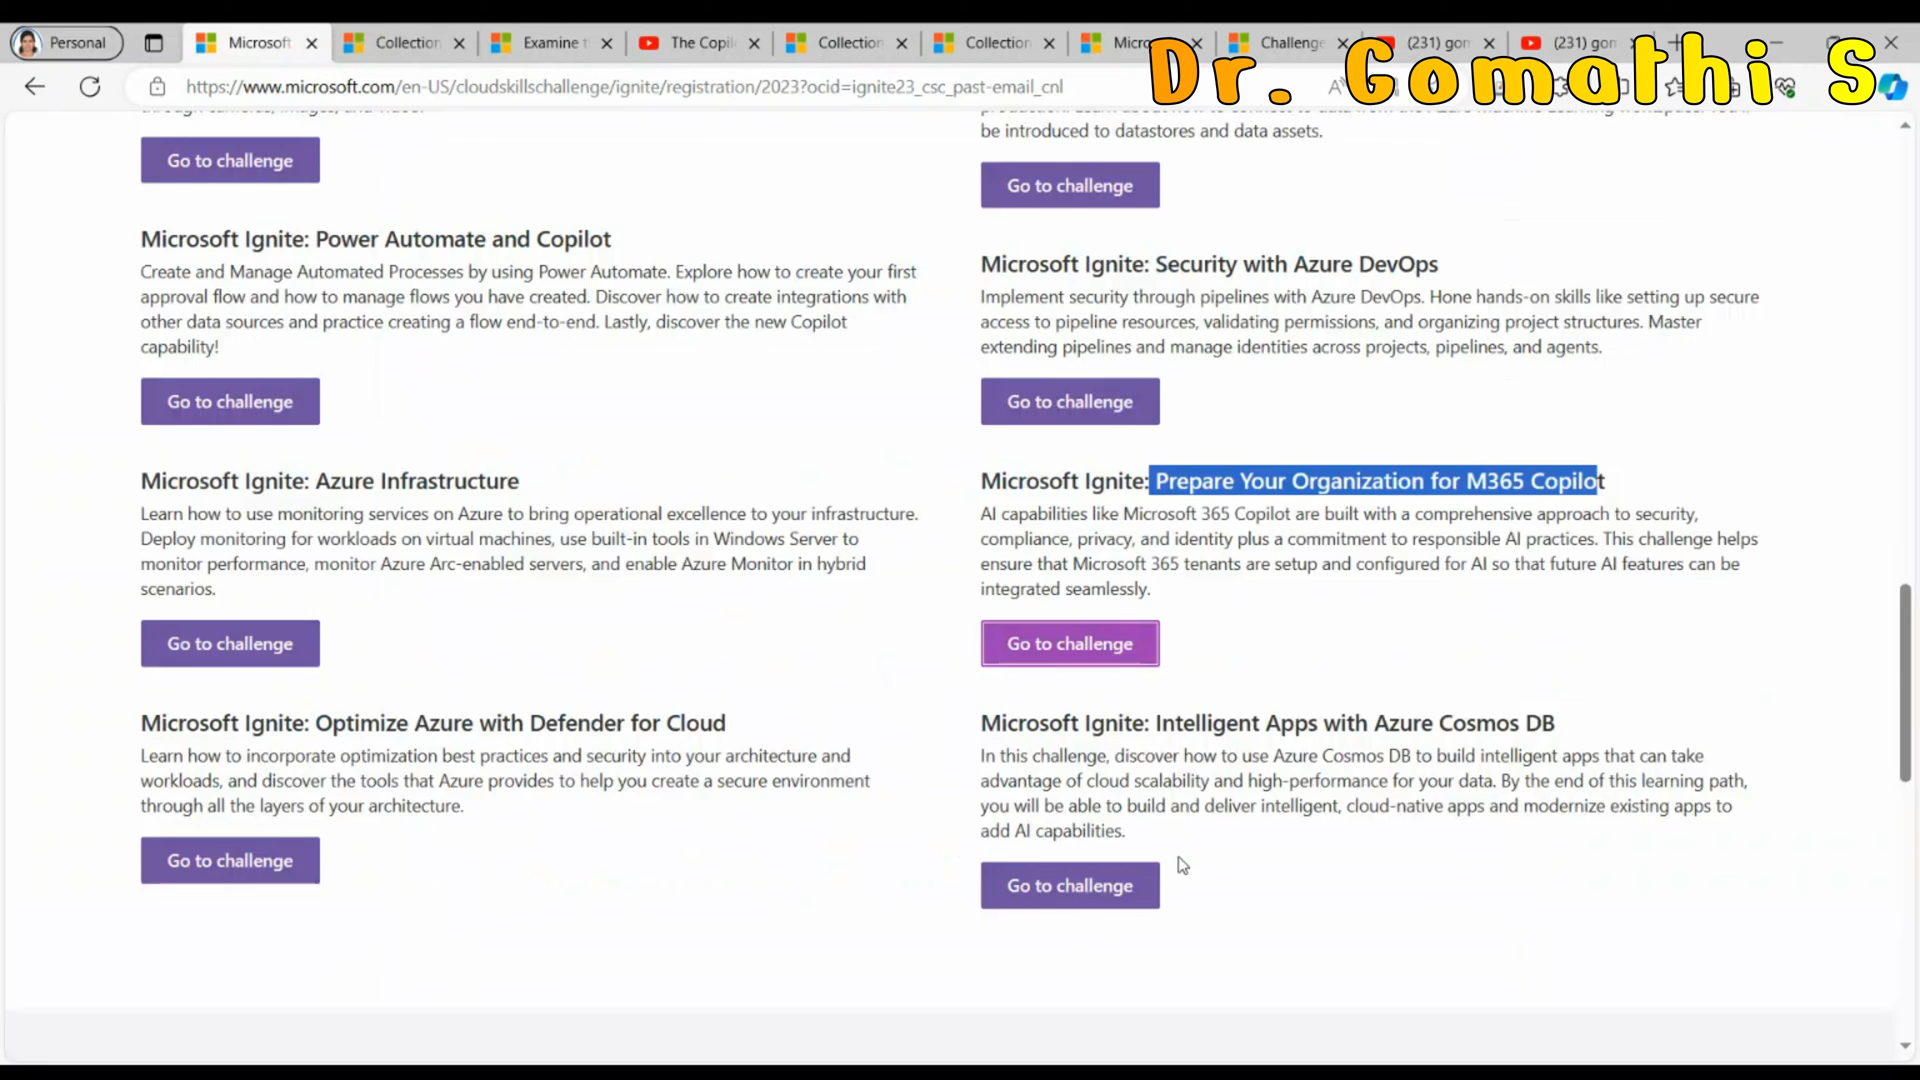 Personal
Microsoft
Collection
Examine t
The Copil
Collection
Collection
Micro
Challenge
(231) gom
(231) gom
https://www.microsoft.com/en-US/cloudskillschallenge/ignite/registration/2023?ocid=ignite23_csc_past-email_cnl
Dr. Gomathi S
through cameras, images, and video.
Go to challenge
be introduced to datastores and data assets.
Go to challenge
Microsoft Ignite: Power Automate and Copilot
Create and Manage Automated Processes by using Power Automate. Explore how to create your first
approval flow and how to manage flows you have created. Discover how to create integrations with
other data sources and practice creating a flow end-to-end. Lastly, discover the new Copilot
capability!
Go to challenge
Microsoft Ignite: Security with Azure DevOps
Implement security through pipelines with Azure DevOps. Hone hands-on skills like setting up secure
access to pipeline resources, validating permissions, and organizing project structures. Master
extending pipelines and manage identities across projects, pipelines, and agents.
Go to challenge
Microsoft Ignite: Azure Infrastructure
Learn how to use monitoring services on Azure to bring operational excellence to your infrastructure.
Deploy monitoring for workloads on virtual machines, use built-in tools in Windows Server to
monitor performance, monitor Azure Arc-enabled servers, and enable Azure Monitor in hybrid
scenarios.
Go to challenge
Microsoft Ignite: Prepare Your Organization for M365 Copilot
AI capabilities like Microsoft 365 Copilot are built with a comprehensive approach to security,
compliance, privacy, and identity plus a commitment to responsible AI practices. This challenge helps
ensure that Microsoft 365 tenants are setup and configured for AI so that future AI features can be
integrated seamlessly.
Go to challenge
Microsoft Ignite: Optimize Azure with Defender for Cloud
Learn how to incorporate optimization best practices and security into your architecture and
workloads, and discover the tools that Azure provides to help you create a secure environment
through all the layers of your architecture.
Go to challenge
Microsoft Ignite: Intelligent Apps with Azure Cosmos DB
In this challenge, discover how to use Azure Cosmos DB to build intelligent apps that can take
advantage of cloud scalability and high-performance for your data. By the end of this learning path,
you will be able to build and deliver intelligent, cloud-native apps and modernize existing apps to
add AI capabilities.
Go to challenge